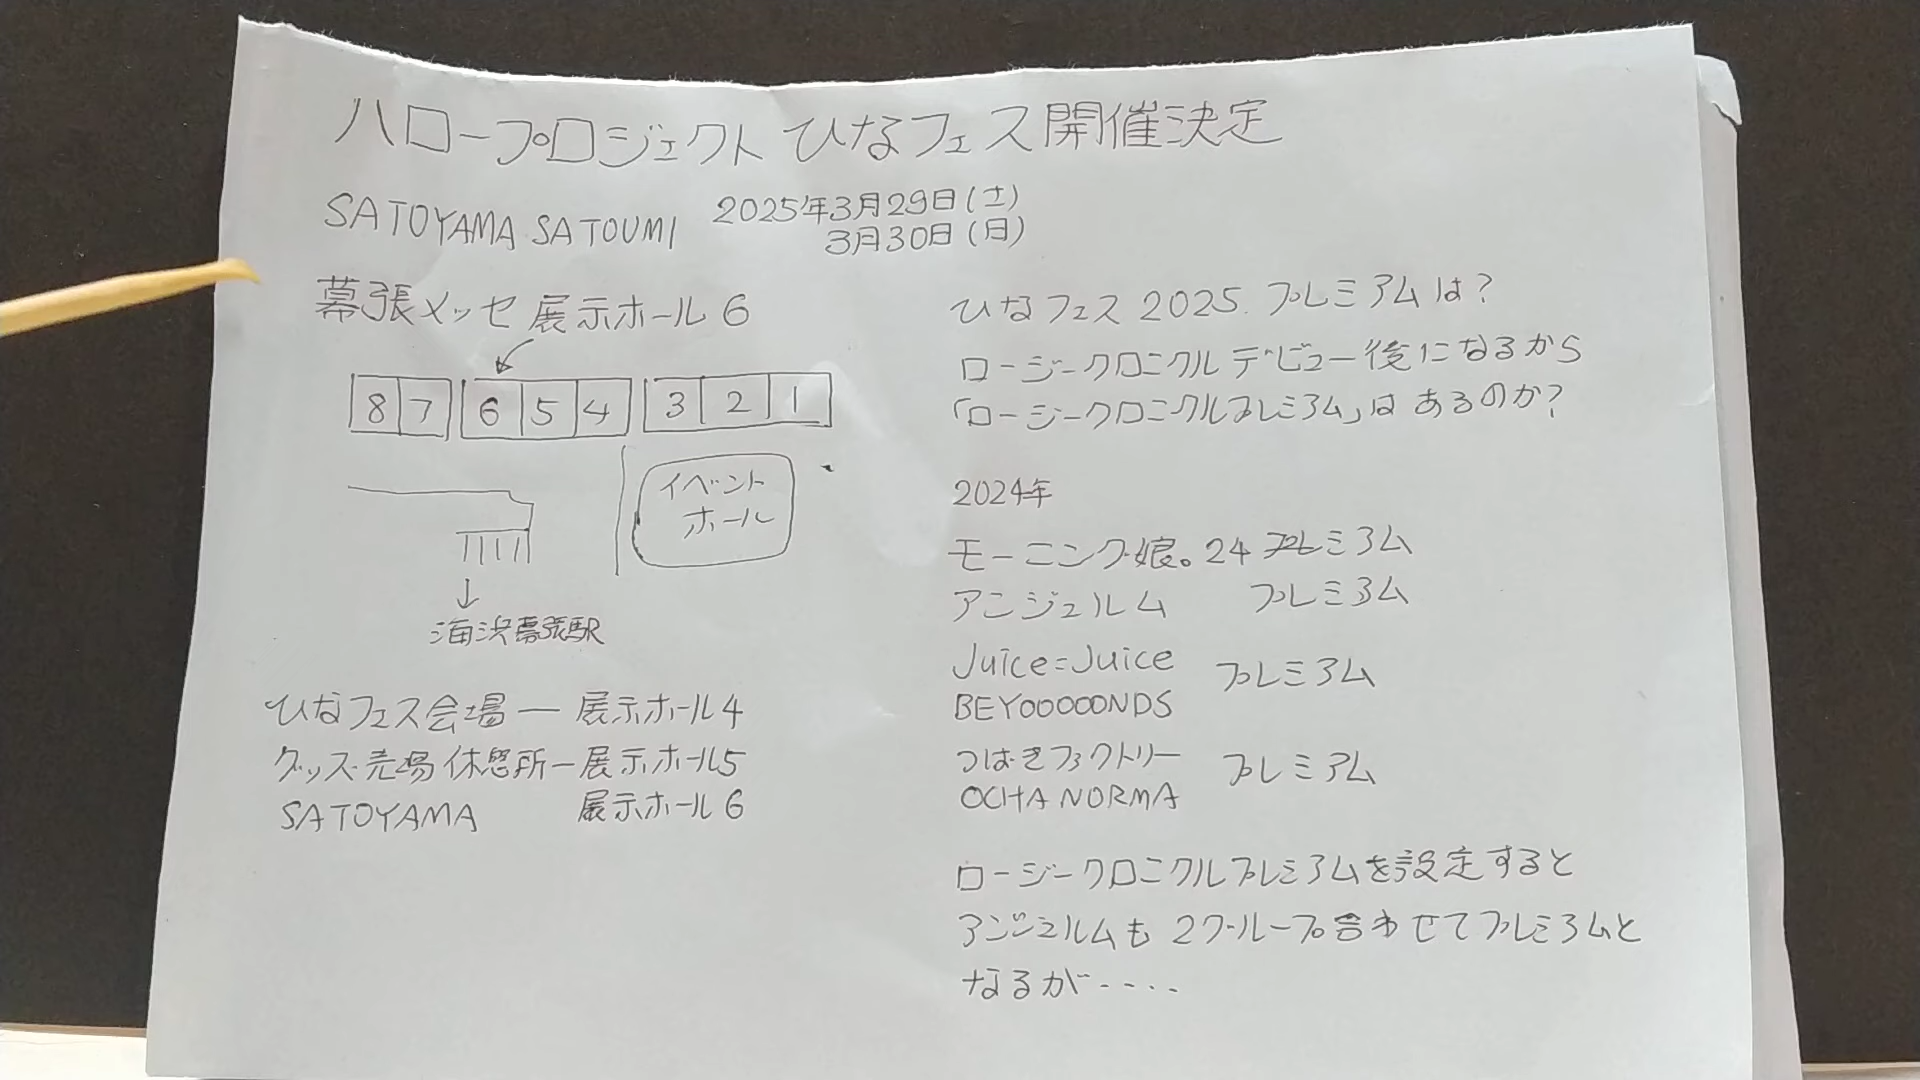 ハロープロジェクト ひなフェス開催決定
SATOYAMA SATOUMI
2025年3月29日(土)
3月30日(日)
幕張メッセ 展示ホール6
8 7 6 5 4 3 2 1
イベント
ホール
海浜幕張駅
ひなフェス会場 ー 展示ホール4
グッズ売場 休憩所ー展示ホール5
SATOYAMA 展示ホール6
ひなフェス 2025. プレミアムは?
ロージークロニクル デビュー後になるから
「ロージークロニクルプレミアム」は あるのか?
2024年
モーニング娘。24 プレミアム
アンジュルム プレミアム
Juice=Juice
BEYOOOOONDS
プレミアム
つばきファクトリー
OCHA NORMA
プレミアム
ロージークロニクルプレミアムを設定すると
アンジュルムも 2グループ合わせてプレミアムと
なるが‥‥